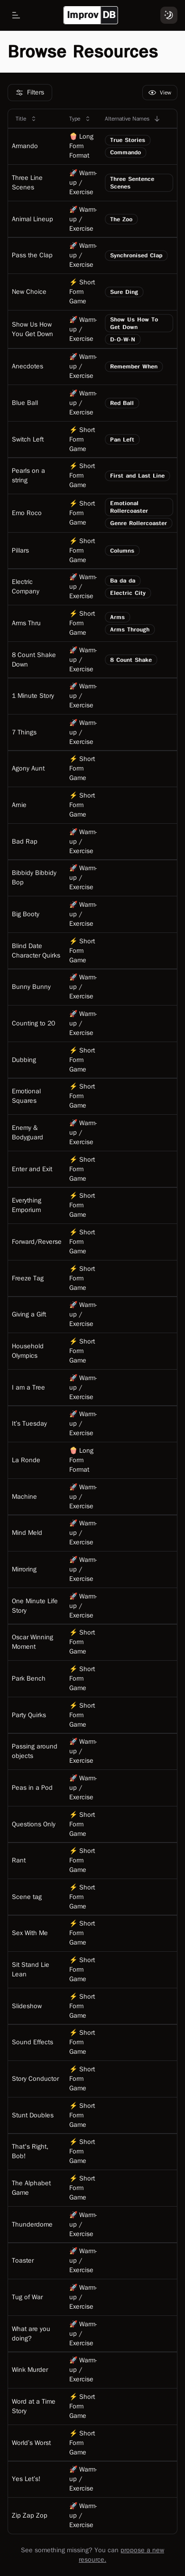 Improv DB
Browse Resources
Filters
View
Title Type Alternative Names
Armando
🍿 Long
Form
Format
True Stories
Commando
Three Line
Scenes
🚀 Warm-
up /
Exercise
Three Sentence
Scenes
Animal Lineup
🚀 Warm-
up /
Exercise
The Zoo
Pass the Clap
🚀 Warm-
up /
Exercise
Synchronised Clap
New Choice
⚡ Short
Form
Game
Sure Ding
Show Us How
You Get Down
🚀 Warm-
up /
Exercise
Show Us How To
Get Down
D-O-W-N
Anecdotes
🚀 Warm-
up /
Exercise
Remember When
Blue Ball
🚀 Warm-
up /
Exercise
Red Ball
Switch Left
⚡ Short
Form
Game
Pan Left
Pearls on a
string
⚡ Short
Form
Game
First and Last Line
Emo Roco
⚡ Short
Form
Game
Emotional
Rollercoaster
Genre Rollercoaster
Pillars
⚡ Short
Form
Game
Columns
Electric
Company
🚀 Warm-
up /
Exercise
Ba da da
Electric City
Arms Thru
⚡ Short
Form
Game
Arms
Arms Through
8 Count Shake
Down
🚀 Warm-
up /
Exercise
8 Count Shake
1 Minute Story
🚀 Warm-
up /
Exercise
7 Things
🚀 Warm-
up /
Exercise
Agony Aunt
⚡ Short
Form
Game
Amie
⚡ Short
Form
Game
Bad Rap
🚀 Warm-
up /
Exercise
Bibbidy Bibbidy
Bop
🚀 Warm-
up /
Exercise
Big Booty
🚀 Warm-
up /
Exercise
Blind Date
Character Quirks
⚡ Short
Form
Game
Bunny Bunny
🚀 Warm-
up /
Exercise
Counting to 20
🚀 Warm-
up /
Exercise
Dubbing
⚡ Short
Form
Game
Emotional
Squares
⚡ Short
Form
Game
Enemy &
Bodyguard
🚀 Warm-
up /
Exercise
Enter and Exit
⚡ Short
Form
Game
Everything
Emporium
⚡ Short
Form
Game
Forward/Reverse
⚡ Short
Form
Game
Freeze Tag
⚡ Short
Form
Game
Giving a Gift
🚀 Warm-
up /
Exercise
Household
Olympics
⚡ Short
Form
Game
I am a Tree
🚀 Warm-
up /
Exercise
It's Tuesday
🚀 Warm-
up /
Exercise
La Ronde
🍿 Long
Form
Format
Machine
🚀 Warm-
up /
Exercise
Mind Meld
🚀 Warm-
up /
Exercise
Mirroring
🚀 Warm-
up /
Exercise
One Minute Life
Story
🚀 Warm-
up /
Exercise
Oscar Winning
Moment
⚡ Short
Form
Game
Park Bench
⚡ Short
Form
Game
Party Quirks
⚡ Short
Form
Game
Passing around
objects
🚀 Warm-
up /
Exercise
Peas in a Pod
🚀 Warm-
up /
Exercise
Questions Only
⚡ Short
Form
Game
Rant
⚡ Short
Form
Game
Scene tag
⚡ Short
Form
Game
Sex With Me
⚡ Short
Form
Game
Sit Stand Lie
Lean
⚡ Short
Form
Game
Slideshow
⚡ Short
Form
Game
Sound Effects
⚡ Short
Form
Game
Story Conductor
⚡ Short
Form
Game
Stunt Doubles
⚡ Short
Form
Game
That's Right,
Bob!
⚡ Short
Form
Game
The Alphabet
Game
⚡ Short
Form
Game
Thunderdome
🚀 Warm-
up /
Exercise
Toaster
🚀 Warm-
up /
Exercise
Tug of War
🚀 Warm-
up /
Exercise
What are you
doing?
🚀 Warm-
up /
Exercise
Wink Murder
🚀 Warm-
up /
Exercise
Word at a Time
Story
⚡ Short
Form
Game
World's Worst
⚡ Short
Form
Game
Yes Let's!
🚀 Warm-
up /
Exercise
Zip Zap Zop
🚀 Warm-
up /
Exercise
See something missing? You can propose a new
resource.